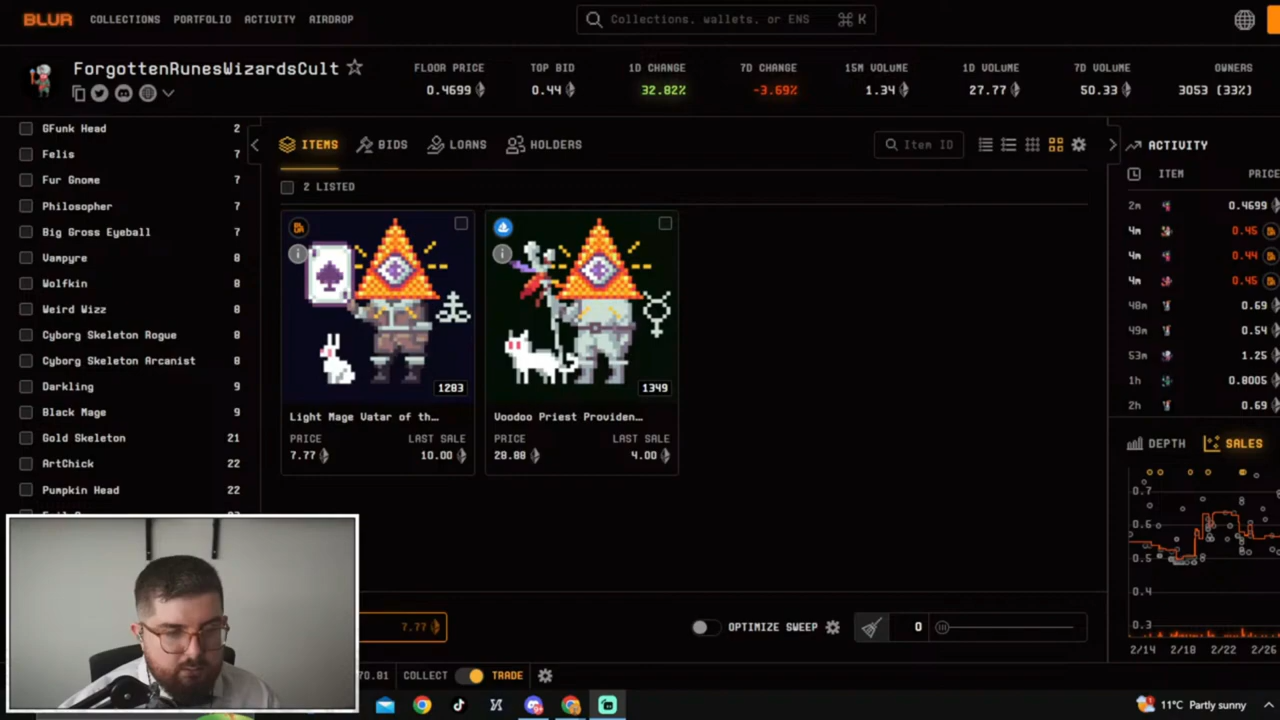 BLUR COLLECTIONS PORTFOLIO ACTIVITY AIRDROP
Collections, wallets, or ENS ⌘ K
ForgottenRunesWizardsCult
FLOOR PRICE TOP BID 1D CHANGE 7D CHANGE 15M VOLUME 1D VOLUME 7D VOLUME OWNERS
0.4699 0.44 32.82% -3.69% 1.34 27.77 50.33 3053 (33%)
GFunk Head 2
Felis 7
Fur Gnome 7
Philosopher 7
Big Gross Eyeball 7
Vampyre 8
Wolfkin 8
Weird Wizz 8
Cyborg Skeleton Rogue 8
Cyborg Skeleton Arcanist 8
Darkling 9
Black Mage 9
Gold Skeleton 21
ArtChick 22
Pumpkin Head 22
ITEMS BIDS LOANS HOLDERS
Item ID
2 LISTED
1283
Light Mage Vatar of th…
PRICE LAST SALE
7.77 10.00
1349
Voodoo Priest Providen…
PRICE LAST SALE
28.88 4.00
ACTIVITY
ITEM PRICE
2m 0.4699
4m 0.45
4m 0.44
4m 0.45
48m 0.69
49m 0.54
53m 1.25
1h 0.8005
2h 0.69
DEPTH SALES
0.7
0.6
0.5
0.4
0.3
2/14 2/18 2/22 2/26
7.77
OPTIMIZE SWEEP 0
70.81 COLLECT TRADE
11°C Partly sunny